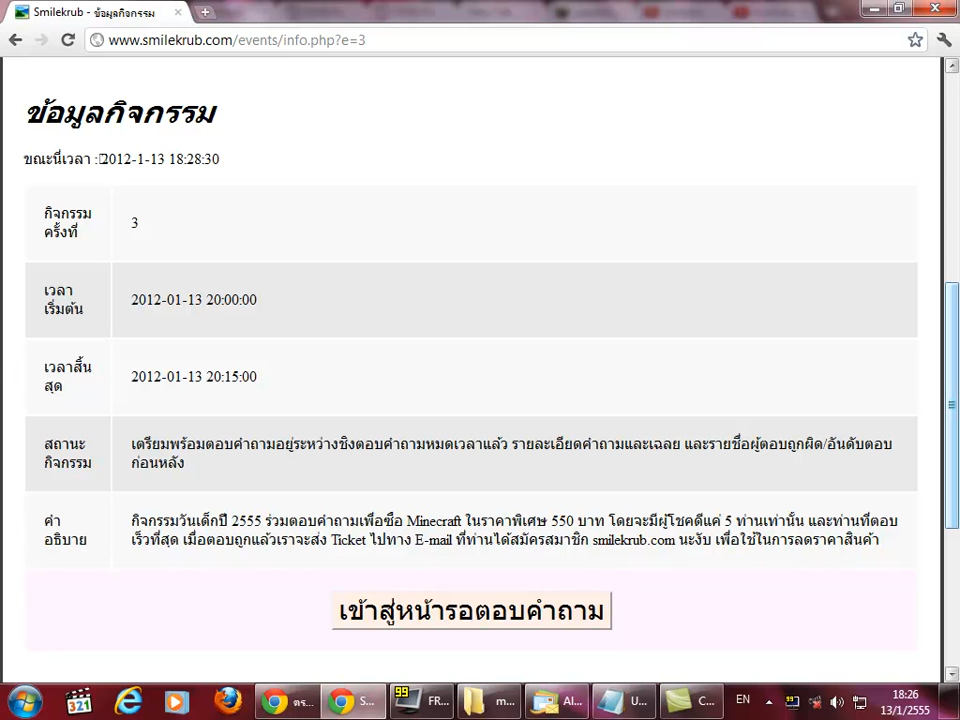 Smilekrub - ข้อมูลกิจกรรม
www.smilekrub.com/events/info.php?e=3
ข้อมูลกิจกรรม
ขณะนี้เวลา : 2012-1-13 18:28:30
กิจกรรม
ครั้งที่
3
เวลา
เริ่มต้น
2012-01-13 20:00:00
เวลาสิ้น
สุด
2012-01-13 20:15:00
สถานะ
กิจกรรม
เตรียมพร้อมตอบคำถามอยู่ระหว่างชิงตอบคำถามหมดเวลาแล้ว รายละเอียดคำถามและเฉลย และรายชื่อผู้ตอบถูกผิด/อันดับตอบ
ก่อนหลัง
คำ
อธิบาย
กิจกรรมวันเด็กปี 2555 ร่วมตอบคำถามเพื่อซื้อ Minecraft ในราคาพิเศษ 550 บาท โดยจะมีผู้โชคดีแค่ 5 ท่านเท่านั้น และท่านที่ตอบ
เร็วที่สุด เมื่อตอบถูกแล้วเราจะส่ง Ticket ไปทาง E-mail ที่ท่านได้สมัครสมาชิก smilekrub.com นะงับ เพื่อใช้ในการลดราคาสินค้า
เข้าสู่หน้ารอตอบคำถาม
321
ตร...
S...
99
FR...
m...
Al...
U...
C...
EN
99
18:26
13/1/2555